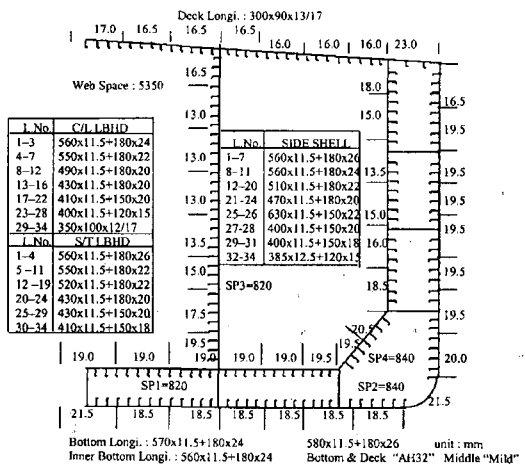 Deck Longi. : 300x90x13/17
17.0 16.5 16.5 16.5 16.0 16.0 16.0 23.0
16.5
18.0
Web Space : 5350
16.5
13.0
15.0
19.5
L.No. C/L LBHD
1-3 560x11.5+180x24
4-7 550x11.5+180x22
8-12 490x11.5+180x20
13-16 430x11.5+180x20
17-22 410x11.5+150x20
23-28 400x11.5+120x15
29-34 350x100x12/17
L.No. S/T LBHD
1-4 560x11.5+180x26
5-11 550x11.5+180x22
12-19 520x11.5+180x22
20-24 430x11.5+180x20
25-29 430x11.5+150x20
30-34 410x11.5+150x18
L.No. SIDE SHELL
1-7 560x11.5+180x26
8-11 560x11.5+180x24
12-20 510x11.5+180x22
21-24 470x11.5+180x20
25-26 630x11.5+150x22
27-28 400x11.5+150x20
29-31 400x11.5+150x18
32-34 385x12.5+120x15
13.0
13.0
13.5
15.0
17.5
19.5
13.5
15.0
16.0
18.5
19.5
19.5
19.5
19.5
20.0
SP3=820
20.5
19.5
SP4=840
19.0 19.0 19.0 19.0 19.0 19.5
SP1=820
SP2=840
21.5 18.5 18.5 18.5 18.5 18.5 18.5 21.5
Bottom Longi. : 570x11.5+180x24 580x11.5+180x26 unit : mm
Inner Bottom Longi. : 560x11.5+180x24 Bottom & Deck "AH32" Middle "Mild"